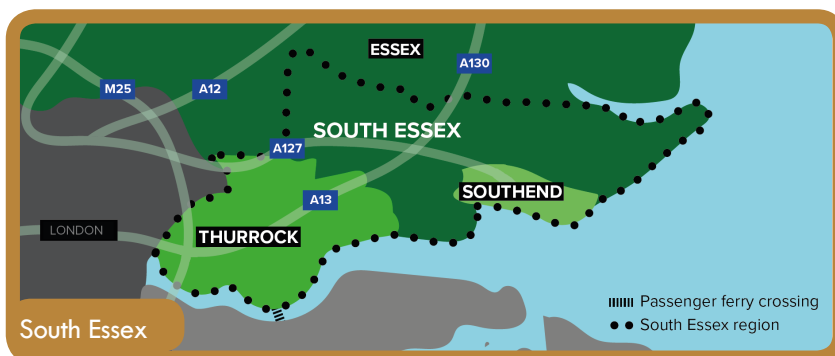 ESSEX
A130
M25
A12
SOUTH ESSEX
A127
SOUTHEND
A13
LONDON
THURROCK
Passenger ferry crossing
South Essex region
South Essex